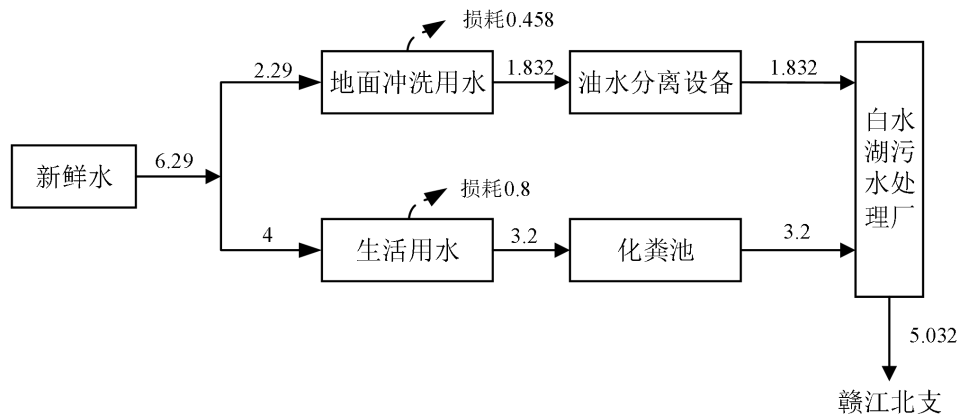 损耗0.458
2.29
地面冲洗用水
1.832
油水分离设备
1.832
新鲜水
6.29
损耗0.8
4
生活用水
3.2
化粪池
3.2
白水
湖污
水处
理厂
5.032
赣江北支